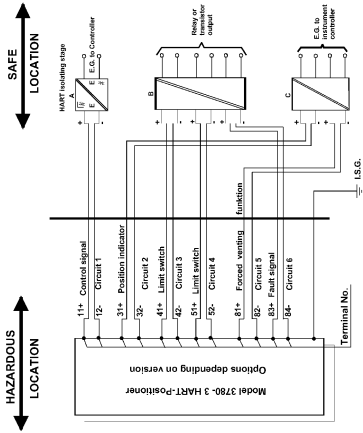 SAFE
LOCATION
HART Isolating stage
E.G. to Controller
A
E
E
+
-
Relay or
transistor
output
B
+
-
+
-
+
-
E.G. to
instrument
controller
C
+
-
+
-
I.S.G.
HAZARDOUS
LOCATION
11+ Control signal
12- Circuit 1
31+ Position indicator
32- Circuit 2
41+ Limit switch
42- Circuit 3
51+ Limit switch
52- Circuit 4
81+ Forced venting funktion
82- Circuit 5
83+ Fault signal
84- Circuit 6
Terminal No.
Model 3780- 3 HART-Positioner
Options depending on version